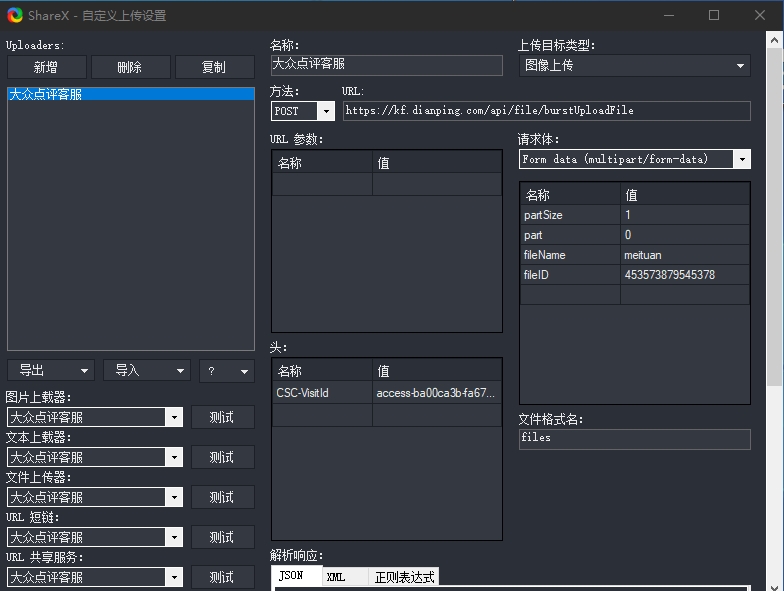 ShareX - 自定义上传设置
Uploaders:
新增
删除
复制
大众点评客服
导出
导入
?
图片上载器:
大众点评客服
测试
文本上载器:
大众点评客服
测试
文件上传器:
大众点评客服
测试
URL 短链:
大众点评客服
测试
URL 共享服务:
大众点评客服
测试
名称:
大众点评客服
上传目标类型:
图像上传
方法:
POST
URL:
https://kf.dianping.com/api/file/burstUploadFile
URL 参数:
名称 值
头:
名称 值
CSC-VisitId access-ba00ca3b-fa67...
请求体:
Form data (multipart/form-data)
名称 值
partSize 1
part 0
fileName meituan
fileID 453573879545378
文件格式名:
files
解析响应:
JSON XML 正则表达式